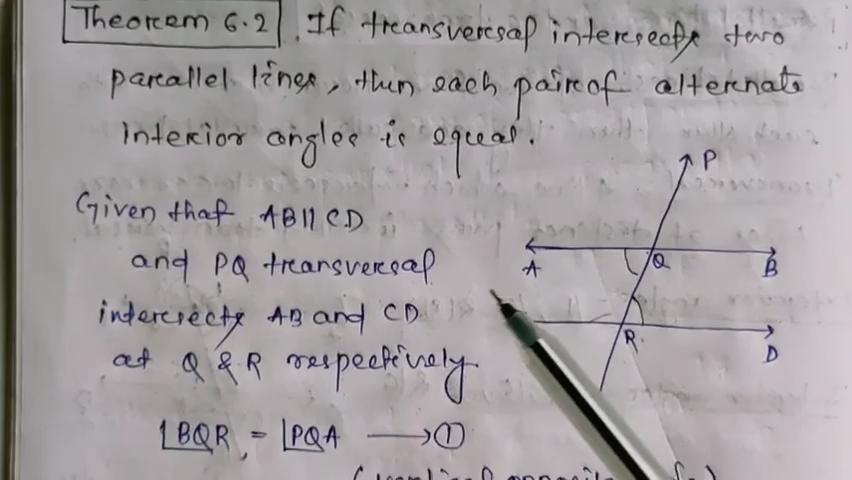 Theorem 6.2 If transversal intersects two
parallel lines, then each pair of alternate
interior angles is equal.
P
Given that AB || CD
A Q B
and PQ transversal
intersects AB and CD
R D
at Q & R respectively
∠BQR = ∠PQA ⟶ ①